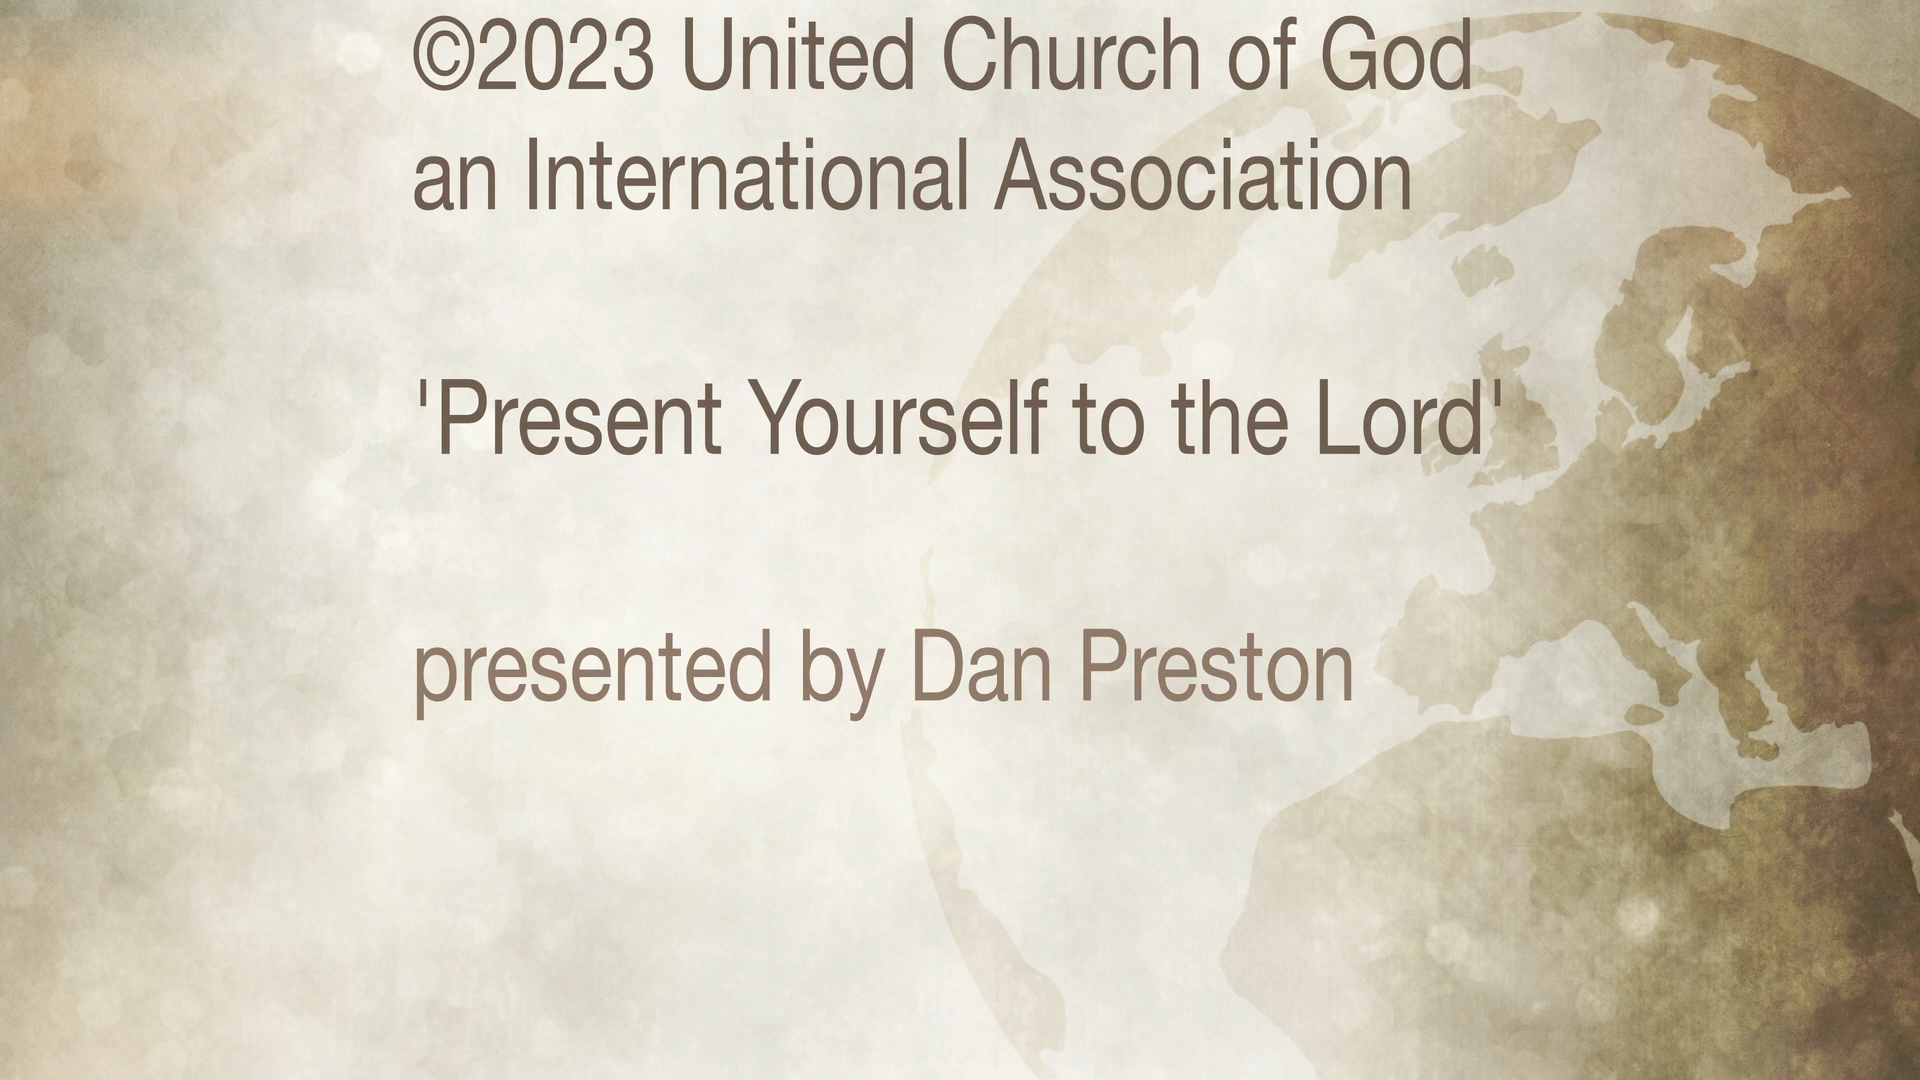 ©2023 United Church of God
an International Association
'Present Yourself to the Lord'
presented by Dan Preston